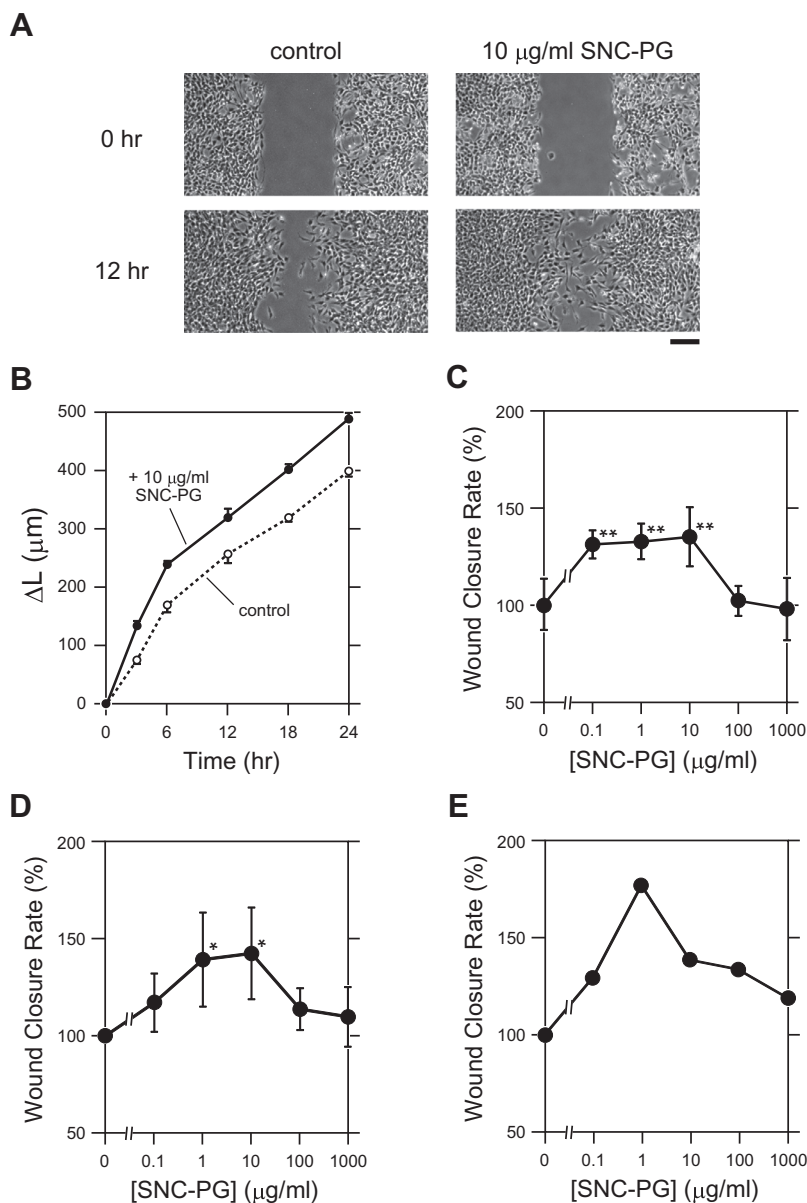 A
control
10 μg/ml SNC-PG
0 hr
12 hr
B
500
400
300
200
100
0
ΔL (μm)
+ 10 μg/ml
SNC-PG
control
0
6
12
18
24
Time (hr)
C
200
150
100
50
Wound Closure Rate (%)
**
**
**
0
0.1
1
10
100
1000
[SNC-PG] (μg/ml)
D
200
150
100
50
Wound Closure Rate (%)
*
*
0
0.1
1
10
100
1000
[SNC-PG] (μg/ml)
E
200
150
100
50
Wound Closure Rate (%)
0
0.1
1
10
100
1000
[SNC-PG] (μg/ml)